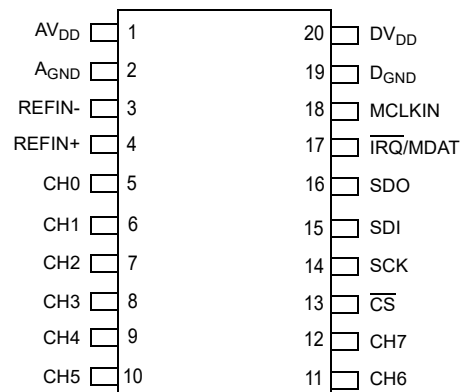 AVDD 1 20 DVDD
AGND 2 19 DGND
REFIN- 3 18 MCLKIN
REFIN+ 4 17 IRQ/MDAT
CH0 5 16 SDO
CH1 6 15 SDI
CH2 7 14 SCK
CH3 8 13 CS
CH4 9 12 CH7
CH5 10 11 CH6